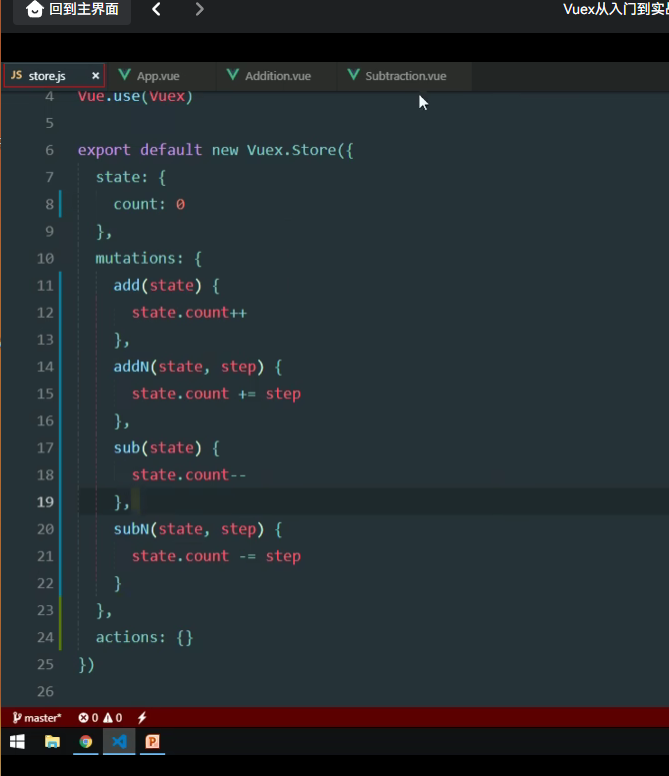 回到主界面
Vuex从入门到实战
JS store.js × App.vue Addition.vue Subtraction.vue
4 Vue.use(Vuex)
5
6 export default new Vuex.Store({
7 state: {
8 count: 0
9 },
10 mutations: {
11 add(state) {
12 state.count++
13 },
14 addN(state, step) {
15 state.count += step
16 },
17 sub(state) {
18 state.count--
19 },
20 subN(state, step) {
21 state.count -= step
22 }
23 },
24 actions: {}
25 })
26
master* 0 0